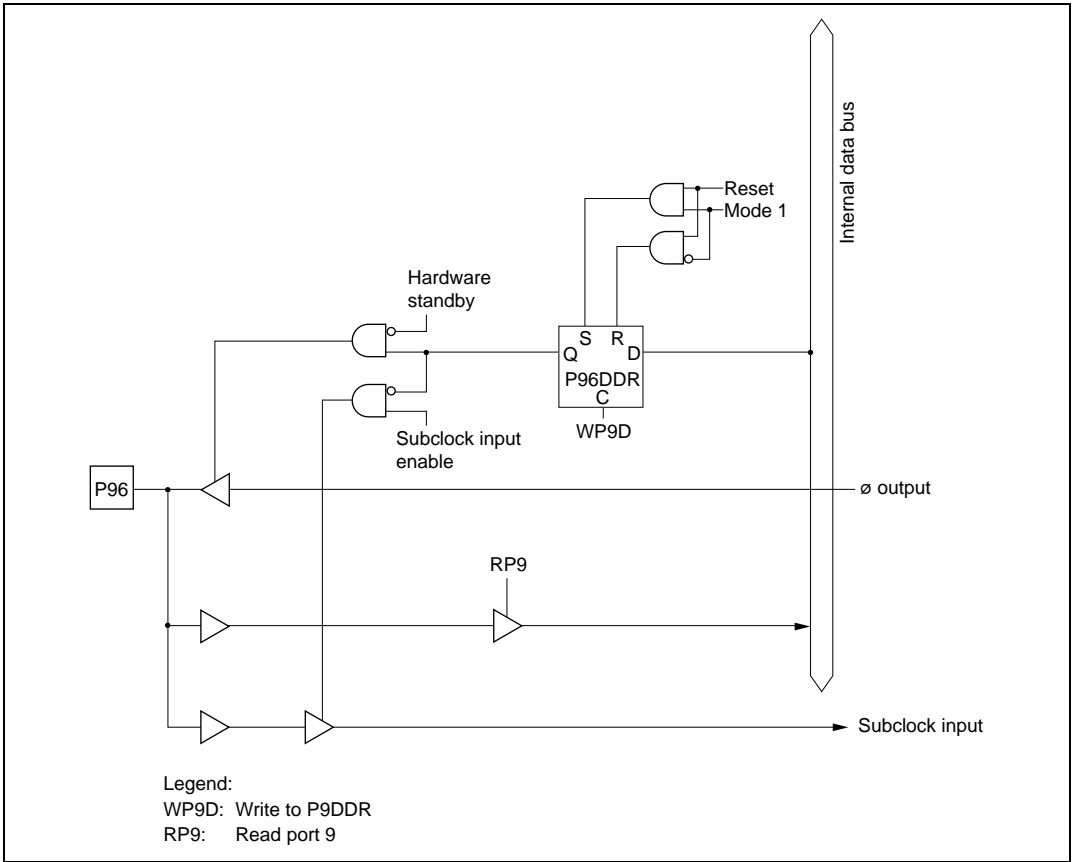 Internal data bus
Reset
Mode 1
Hardware
standby
S R
Q D
P96DDR
C
WP9D
Subclock input
enable
P96
ø output
RP9
Subclock input
Legend:
WP9D: Write to P9DDR
RP9: Read port 9